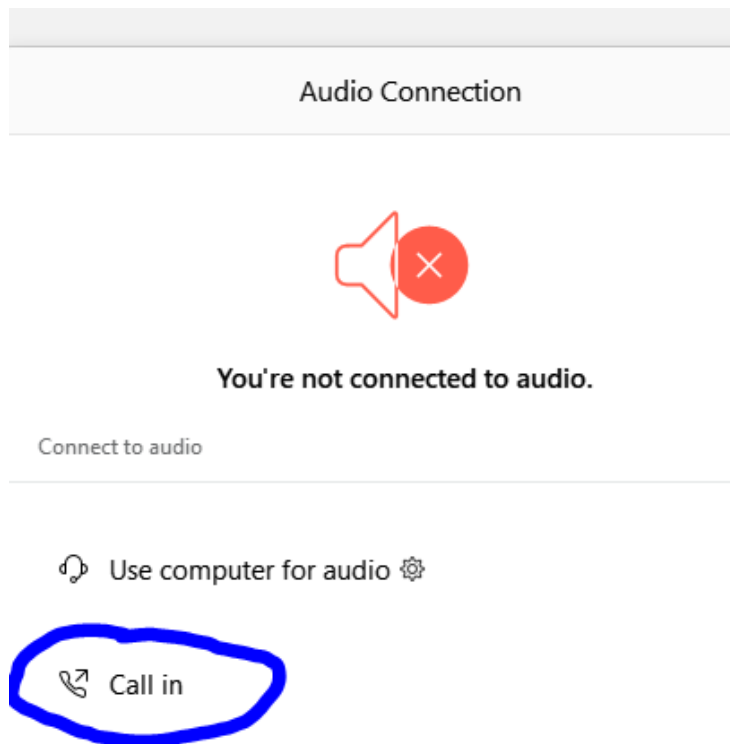 Audio Connection
You're not connected to audio.
Connect to audio
Use computer for audio
Call in